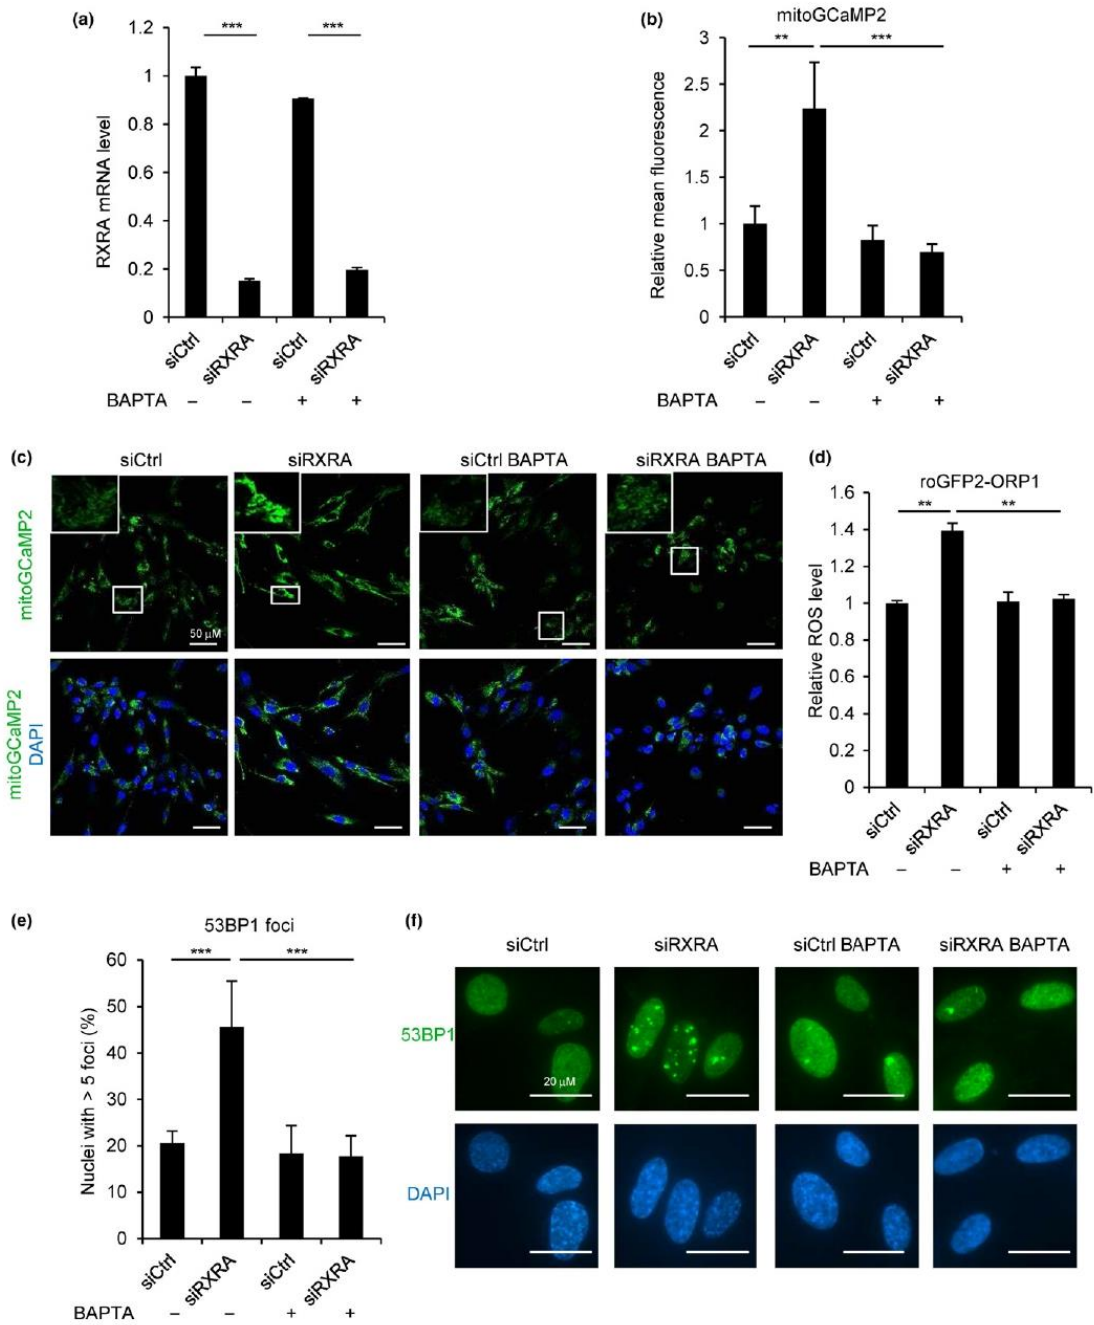 (a)
1.2
1
0.8
0.6
0.4
0.2
0
RXRA mRNA level
*** ***
siCtrl siRXRA siCtrl siRXRA
BAPTA – – + +
(b)
mitoGCaMP2
3
2.5
2
1.5
1
0.5
0
Relative mean fluorescence
** ***
siCtrl siRXRA siCtrl siRXRA
BAPTA – – + +
(c)
siCtrl siRXRA siCtrl BAPTA siRXRA BAPTA
mitoGCaMP2
50 µM
mitoGCaMP2
DAPI
(d)
roGFP2-ORP1
1.6
1.4
1.2
1
0.8
0.6
0.4
0.2
0
Relative ROS level
** **
siCtrl siRXRA siCtrl siRXRA
BAPTA – – + +
(e)
53BP1 foci
60
50
40
30
20
10
0
Nuclei with > 5 foci (%)
*** ***
siCtrl siRXRA siCtrl siRXRA
BAPTA – – + +
(f)
siCtrl siRXRA siCtrl BAPTA siRXRA BAPTA
53BP1
20 µM
DAPI